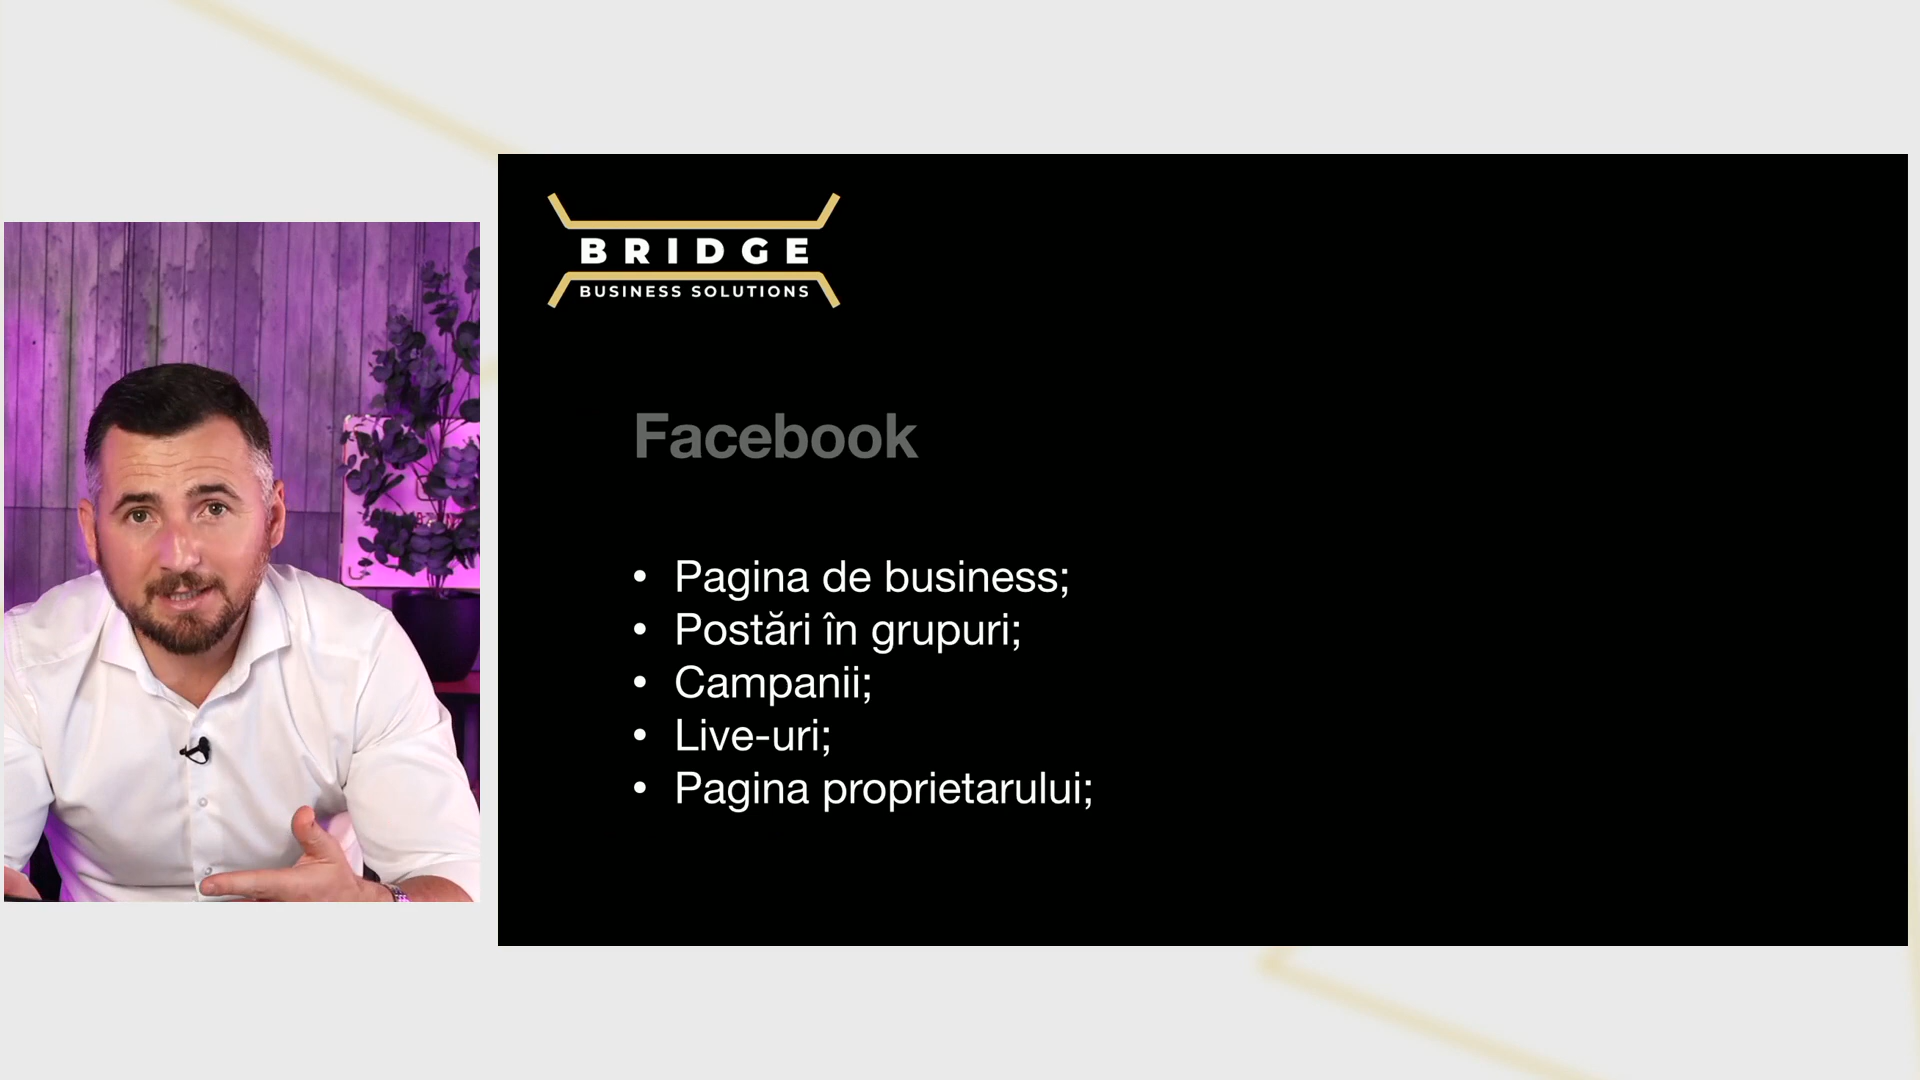 BRIDGE
BUSINESS SOLUTIONS
Facebook
• Pagina de business;
• Postări în grupuri;
• Campanii;
• Live-uri;
• Pagina proprietarului;